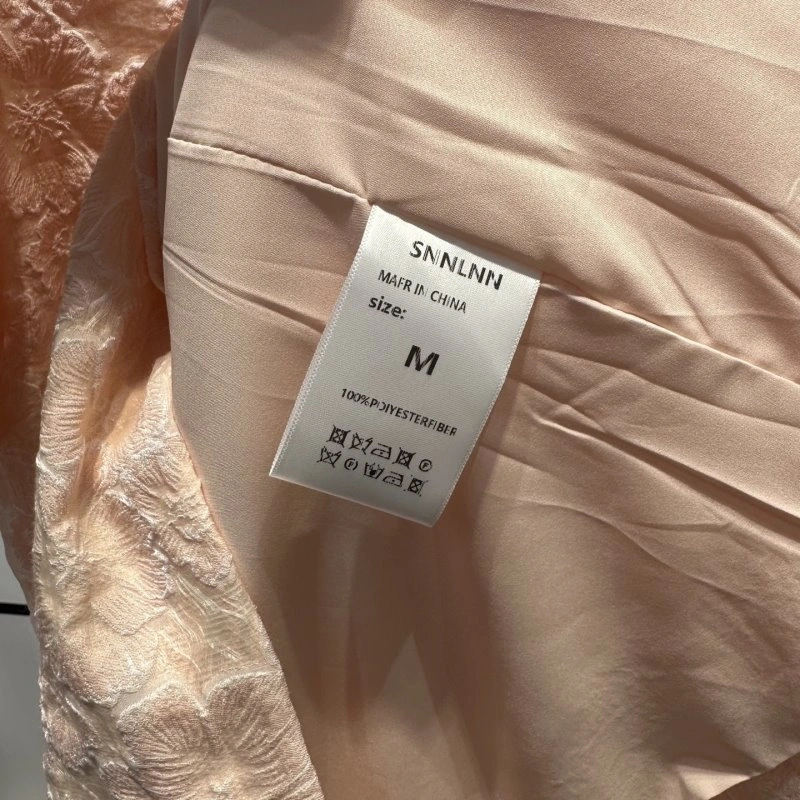 SNNLNN
MAFR IN CHINA
size:
M
100%POIYESTERFIBER